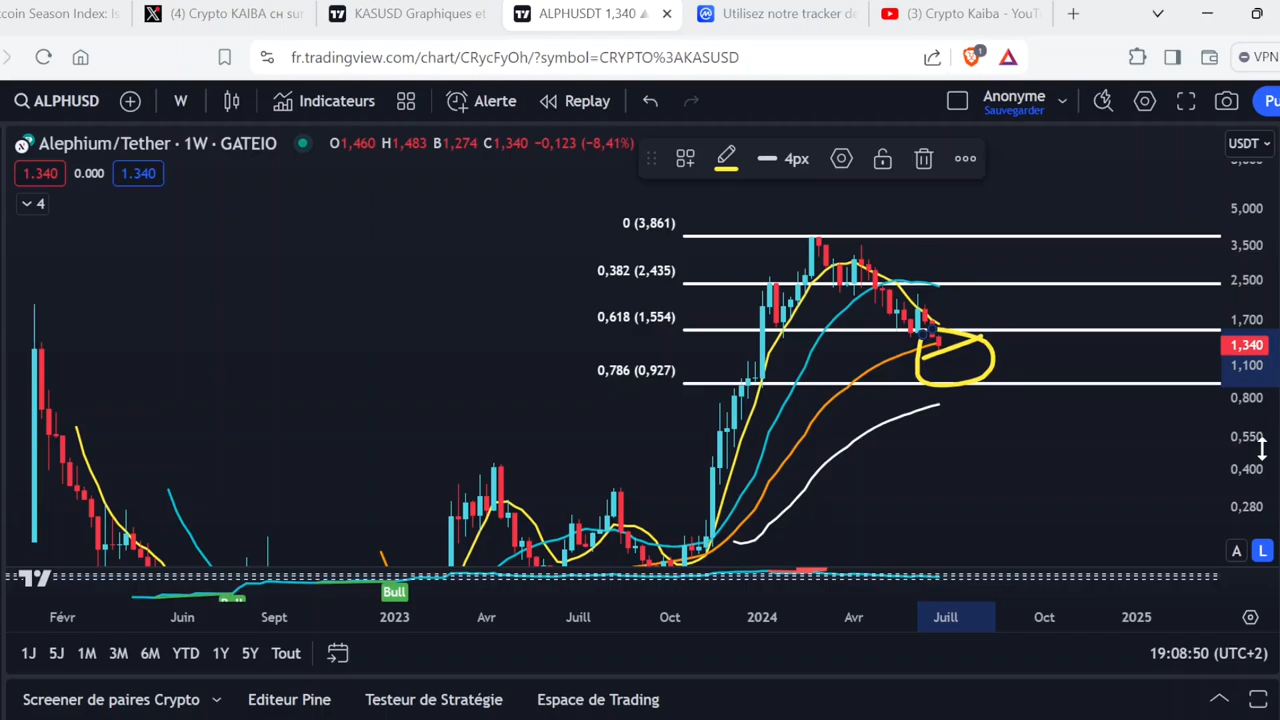 coin Season Index: Is
(4) Crypto KAIBA сн sur
KASUSD Graphiques et
ALPHUSDT 1,340
Utilisez notre tracker de
(3) Crypto Kaiba - YouTu
fr.tradingview.com/chart/CRycFyOh/?symbol=CRYPTO%3AKASUSD
1
VPN
ALPHUSD
W
Indicateurs
Alerte
Replay
Anonyme
Sauvegarder
Pu
Alephium/Tether · 1W · GATEIO
O1,460 H1,483 B1,274 C1,340 −0,123 (−8,41%)
4px
USDT
1.340
0.000
1.340
4
0 (3,861)
0,382 (2,435)
0,618 (1,554)
0,786 (0,927)
5,000
3,500
2,500
1,700
1,340
1,100
0,800
0,550
0,400
0,280
A
L
Bull
Bull
Févr
Juin
Sept
2023
Avr
Juill
Oct
2024
Avr
Juill
Oct
2025
1J
5J
1M
3M
6M
YTD
1Y
5Y
Tout
19:08:50 (UTC+2)
Screener de paires Crypto
Editeur Pine
Testeur de Stratégie
Espace de Trading